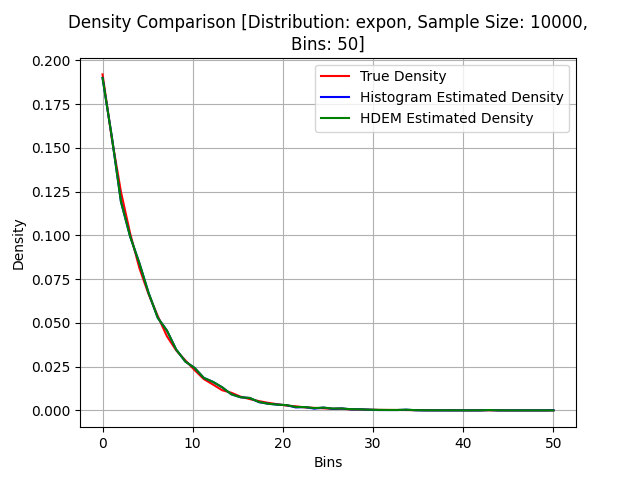 Density Comparison [Distribution: expon, Sample Size: 10000,
Bins: 50]
True Density
Histogram Estimated Density
HDEM Estimated Density
Density
0.200
0.175
0.150
0.125
0.100
0.075
0.050
0.025
0.000
0 10 20 30 40 50
Bins